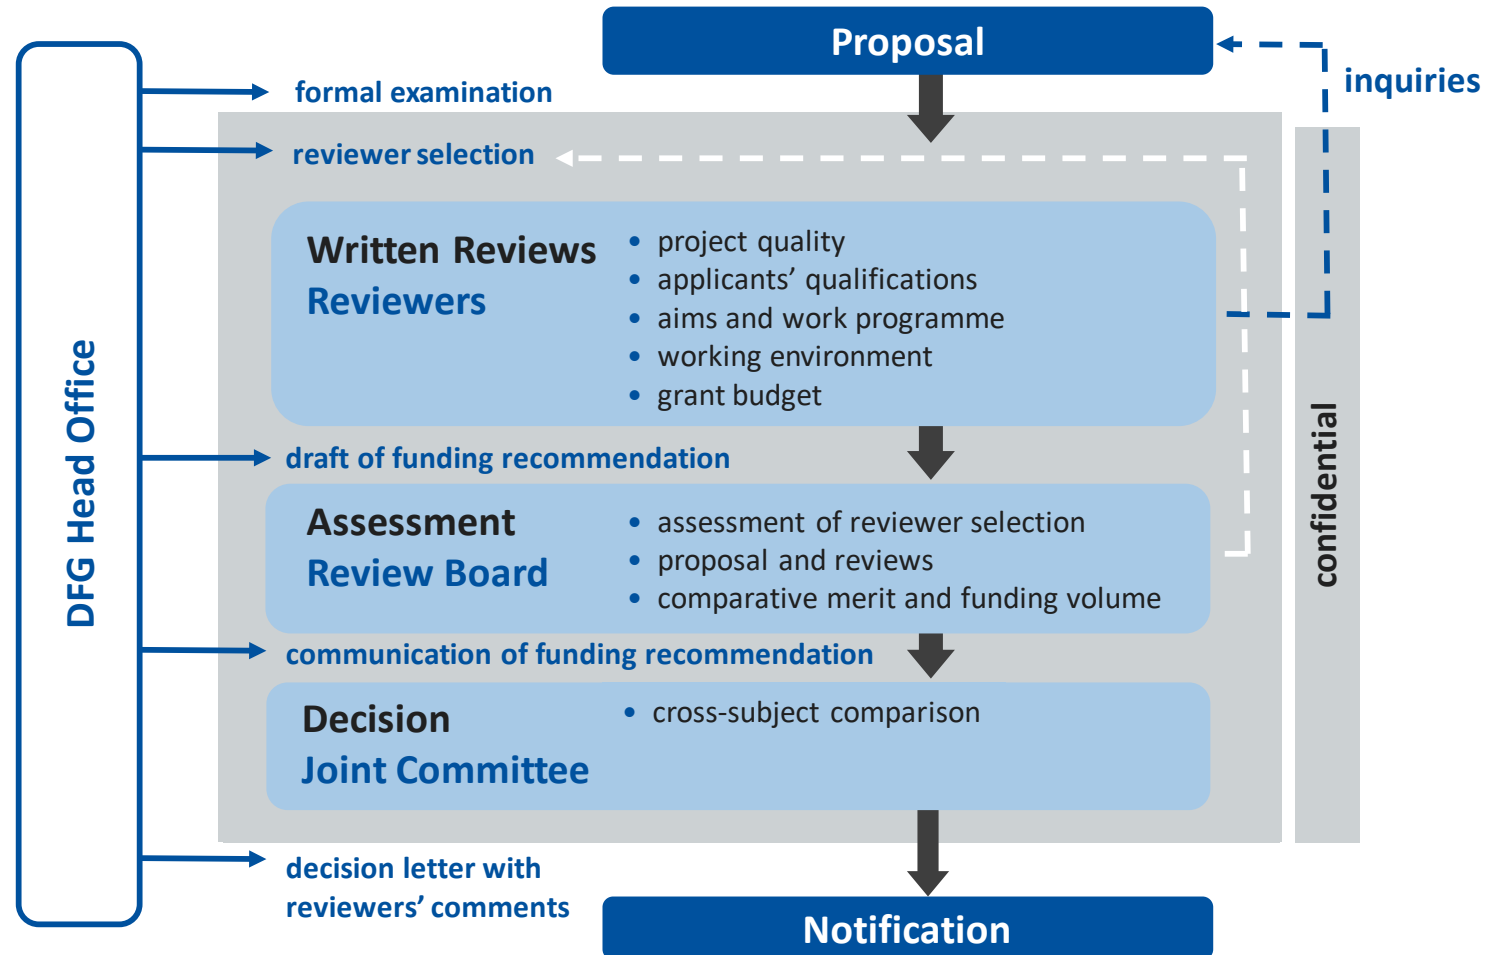 Proposal
inquiries
formal examination
reviewer selection
Written Reviews
Reviewers
• project quality
• applicants’ qualifications
• aims and work programme
• working environment
• grant budget
draft of funding recommendation
Assessment
Review Board
• assessment of reviewer selection
• proposal and reviews
• comparative merit and funding volume
communication of funding recommendation
Decision
Joint Committee
• cross-subject comparison
decision letter with
reviewers’ comments
Notification
DFG Head Office
confidential